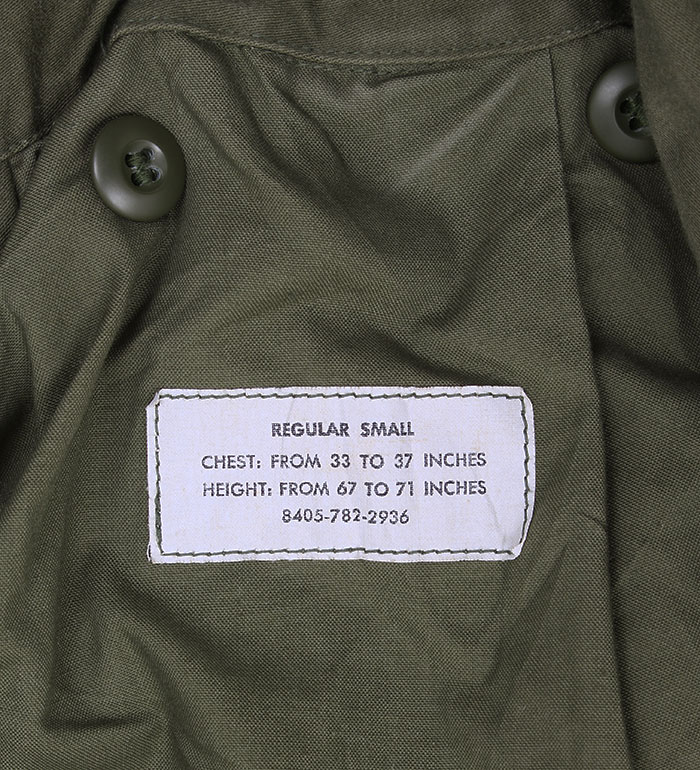 REGULAR SMALL
CHEST: FROM 33 TO 37 INCHES
HEIGHT: FROM 67 TO 71 INCHES
8405-782-2936